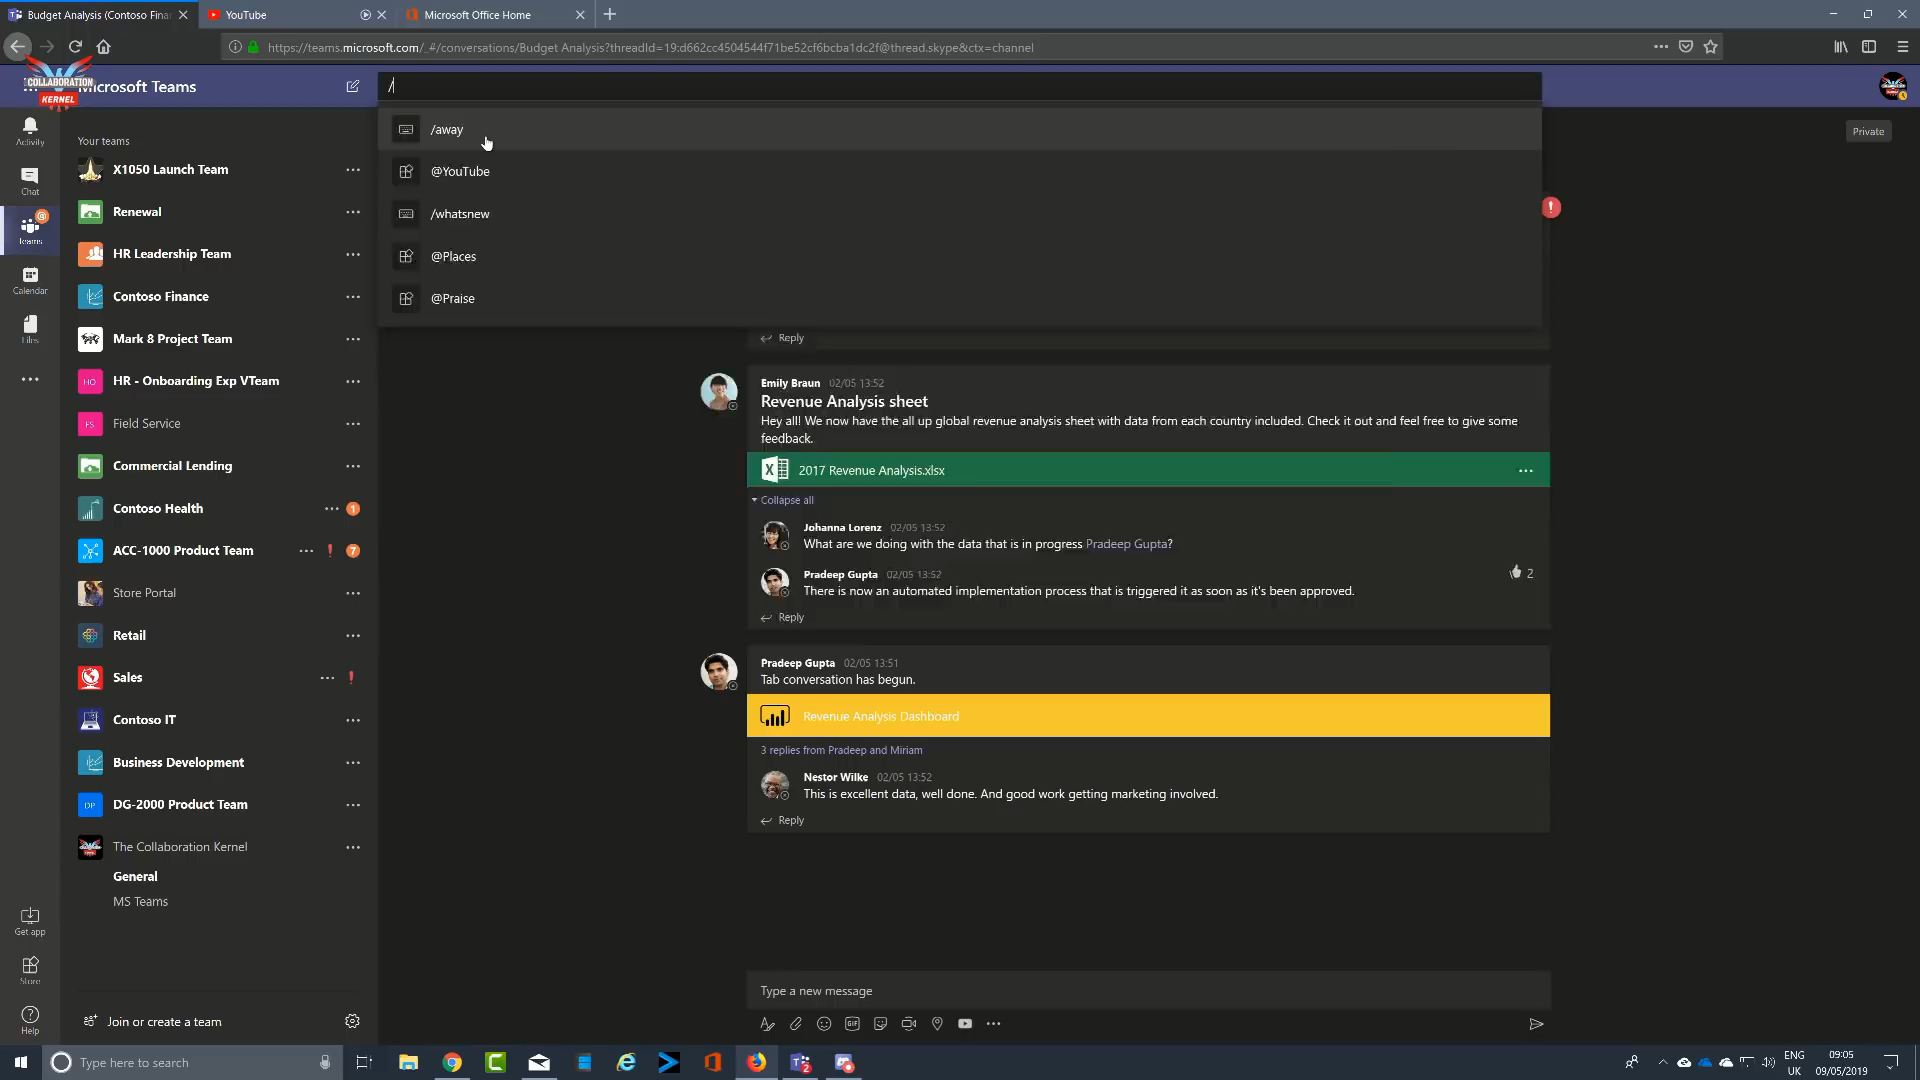 Budget Analysis (Contoso Finan
YouTube
Microsoft Office Home
https://teams.microsoft.com/_#/conversations/Budget Analysis?threadId=19:d662cc4504544f71be52cf6bcba1dc2f@thread.skype&ctx=channel
COLLABORATION
KERNEL
Microsoft Teams
/
Activity
Chat
Teams
Calendar
Files
Get app
Store
Help
Your teams
X1050 Launch Team
Renewal
HR Leadership Team
Contoso Finance
Mark 8 Project Team
HO
HR - Onboarding Exp VTeam
FS
Field Service
Commercial Lending
Contoso Health
1
ACC-1000 Product Team
7
Store Portal
Retail
Sales
Contoso IT
Business Development
DP
DG-2000 Product Team
The Collaboration Kernel
General
MS Teams
Join or create a team
/away
@YouTube
/whatsnew
@Places
@Praise
Private
Reply
Emily Braun 02/05 13:52
Revenue Analysis sheet
Hey all! We now have the all up global revenue analysis sheet with data from each country included. Check it out and feel free to give some
feedback.
2017 Revenue Analysis.xlsx
Collapse all
Johanna Lorenz 02/05 13:52
What are we doing with the data that is in progress Pradeep Gupta?
Pradeep Gupta 02/05 13:52
2
There is now an automated implementation process that is triggered it as soon as it's been approved.
Reply
Pradeep Gupta 02/05 13:51
Tab conversation has begun.
Revenue Analysis Dashboard
3 replies from Pradeep and Miriam
Nestor Wilke 02/05 13:52
This is excellent data, well done. And good work getting marketing involved.
Reply
Type a new message
GIF
Type here to search
ENG
UK
09:05
09/05/2019